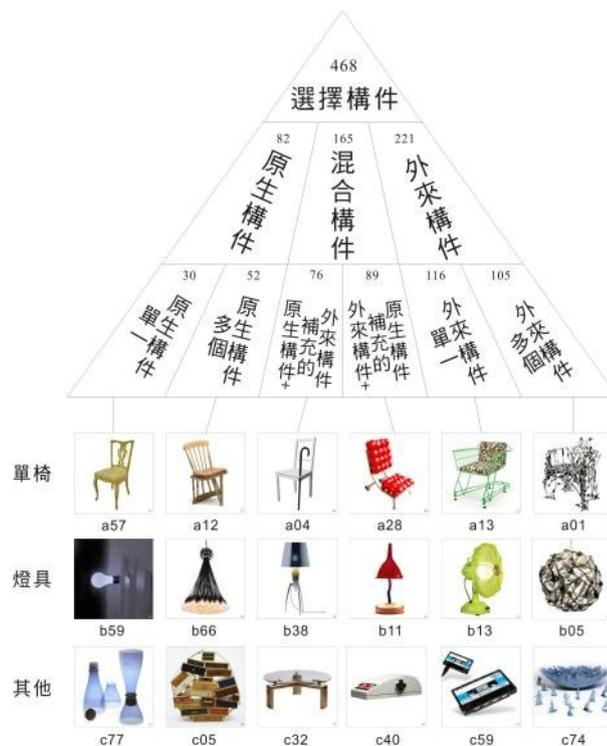 468
選擇構件
82
165
221
原生構件
混合構件
外來構件
30
52
76
89
116
105
原生構件
單一
原生構件
多個
外來構件
補充的
原生構件+
原生構件
補充的
外來構件+
外來構件
單一
外來構件
多個
單椅
a57
a12
a04
a28
a13
a01
燈具
b59
b66
b38
b11
b13
b05
其他
c77
c05
c32
c40
c59
c74